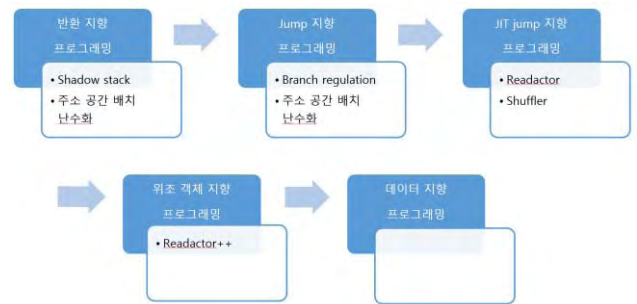 반환 지향
프로그래밍
• Shadow stack
• 주소 공간 배치
난수화
Jump 지향
프로그래밍
• Branch regulation
• 주소 공간 배치
난수화
JIT jump 지향
프로그래밍
• Readactor
• Shuffler
위조 객체 지향
프로그래밍
• Readactor++
데이터 지향
프로그래밍